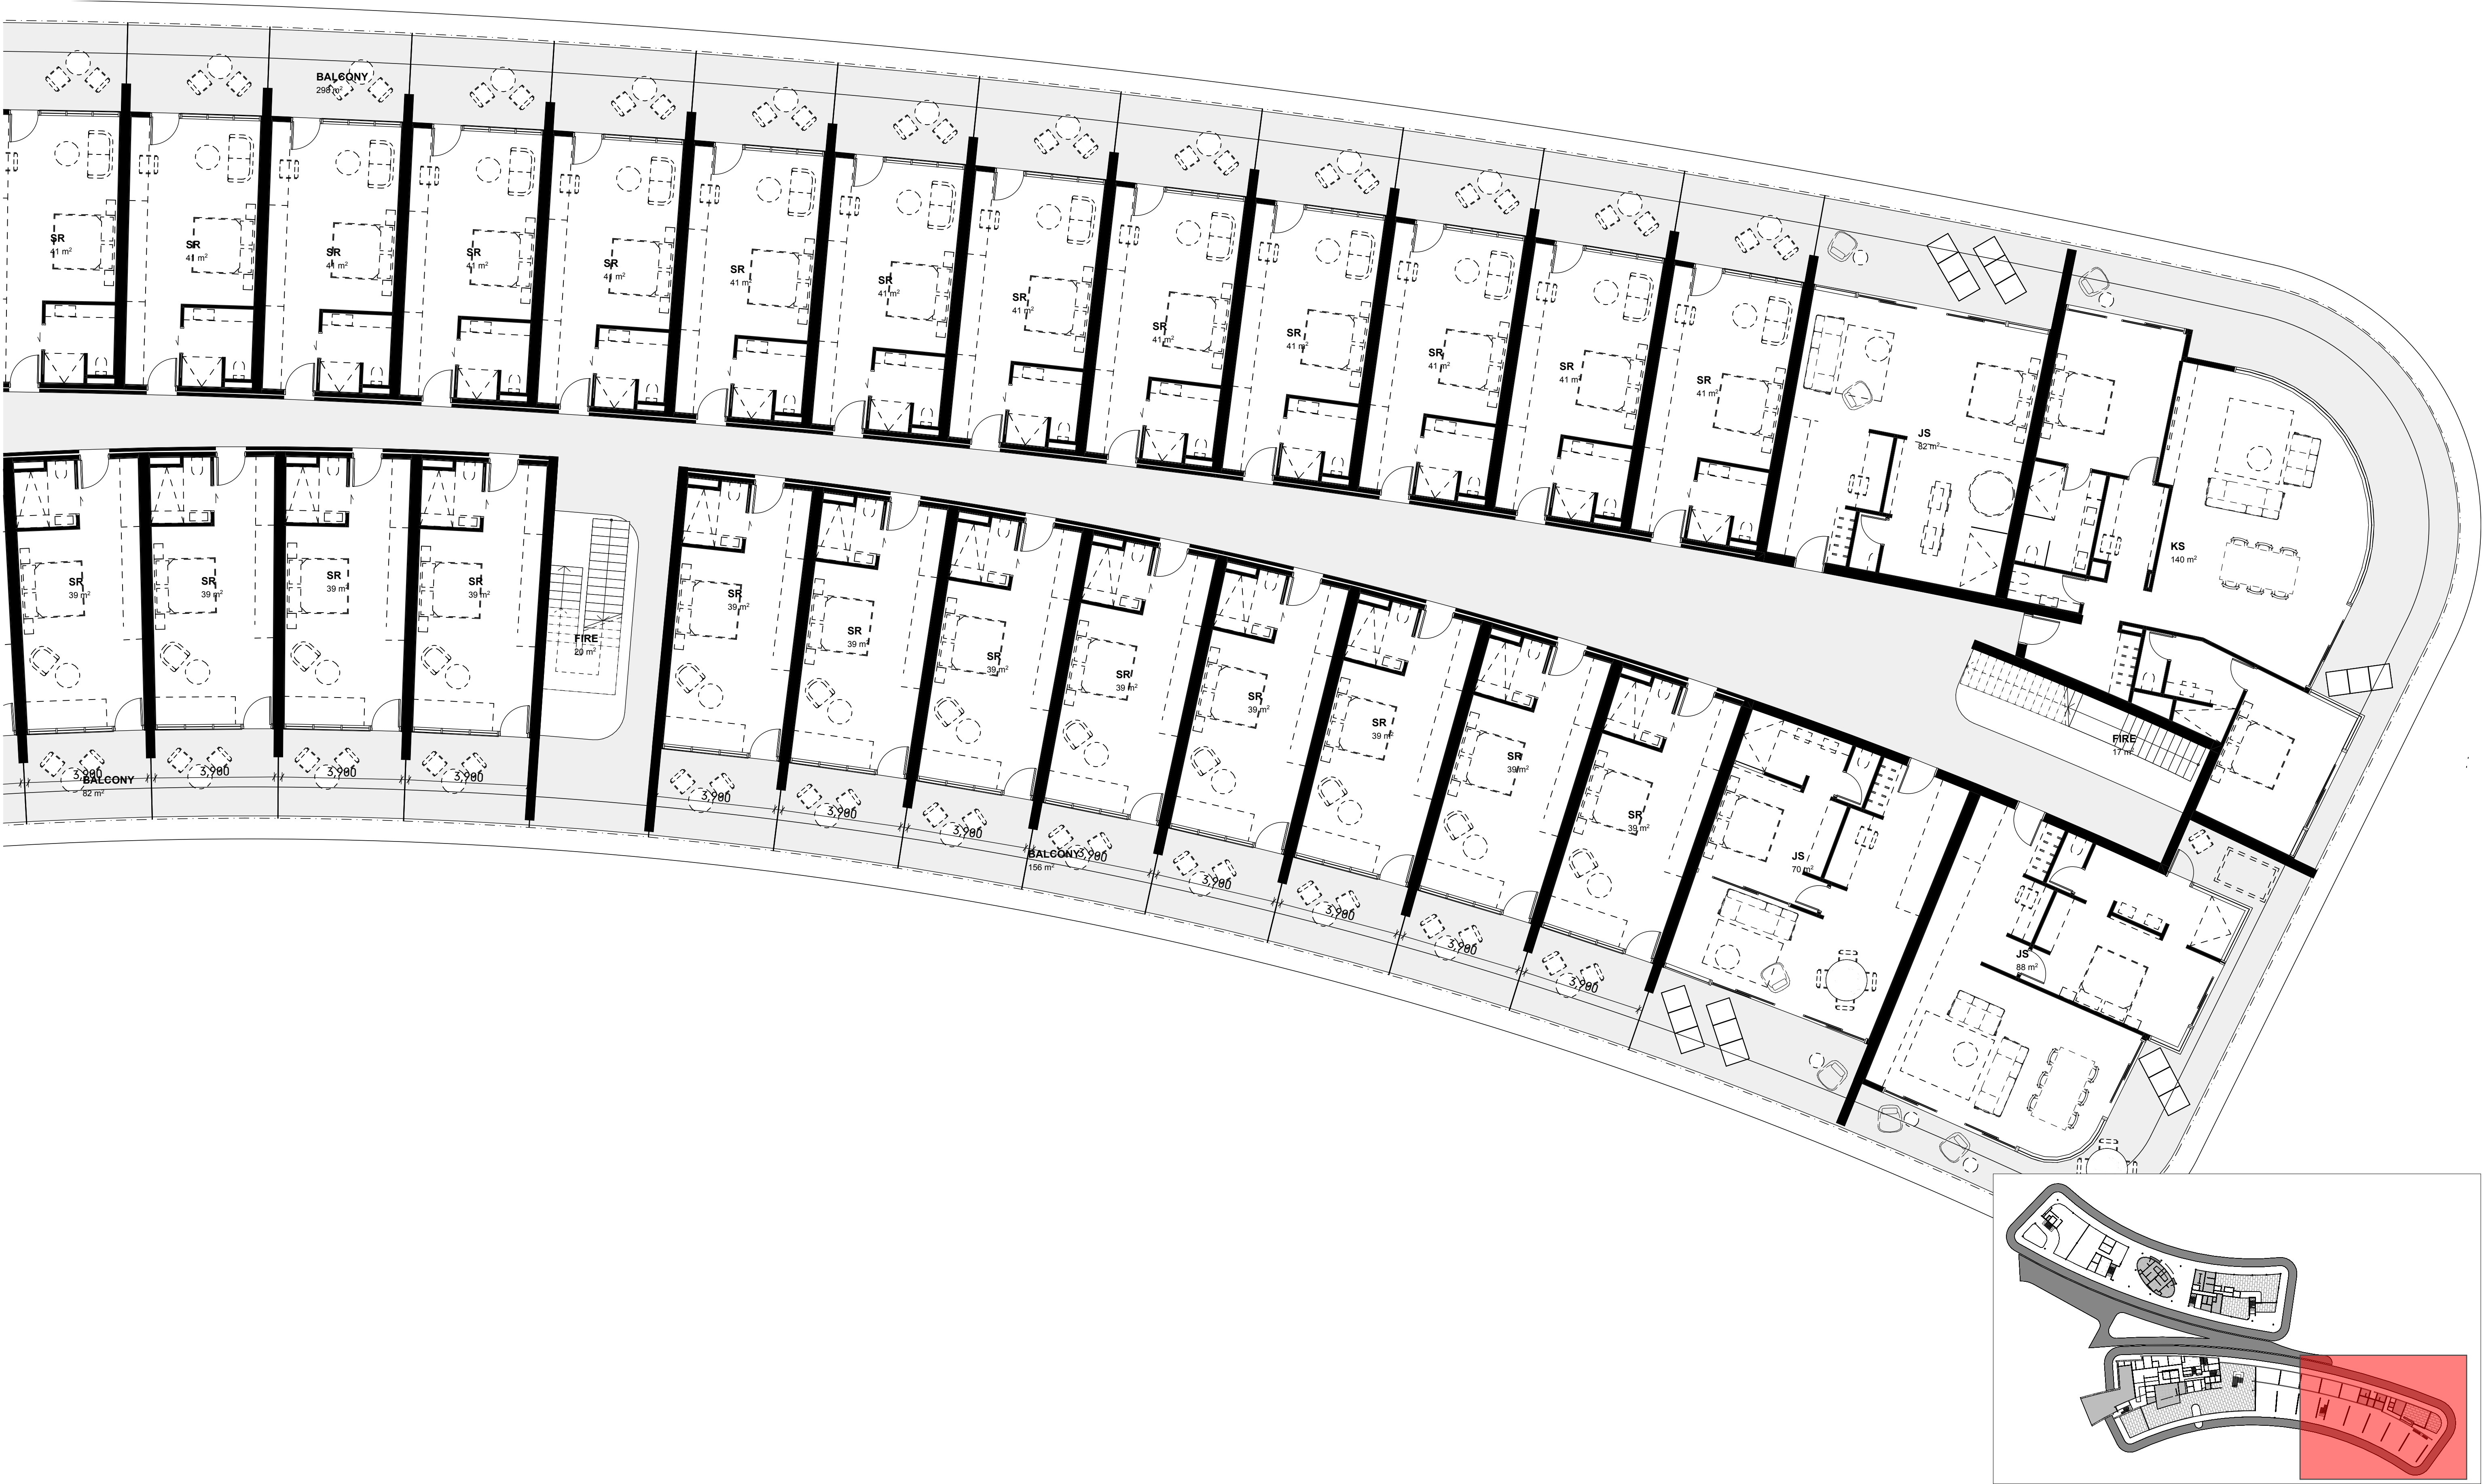 BALCONY
298 m²
SR
41 m²
SR
41 m²
SR
41 m²
SR
41 m²
SR
41 m²
SR
41 m²
SR
41 m²
SR
41 m²
SR
41 m²
SR
41 m²
SR
41 m²
SR
41 m²
SR
41 m²
JS
82 m²
KS
140 m²
SR
39 m²
SR
39 m²
SR
39 m²
SR
39 m²
FIRE
20 m²
SR
39 m²
SR
39 m²
SR
39 m²
SR
39 m²
SR
39 m²
SR
39 m²
SR
39 m²
SR
39 m²
FIRE
17 m²
JS
70 m²
JS
88 m²
3,900
3,900
3,900
3,900
BALCONY
82 m²
3,900
3,900
3,900
3,900
BALCONY
156 m²
3,900
3,900
3,900
3,900